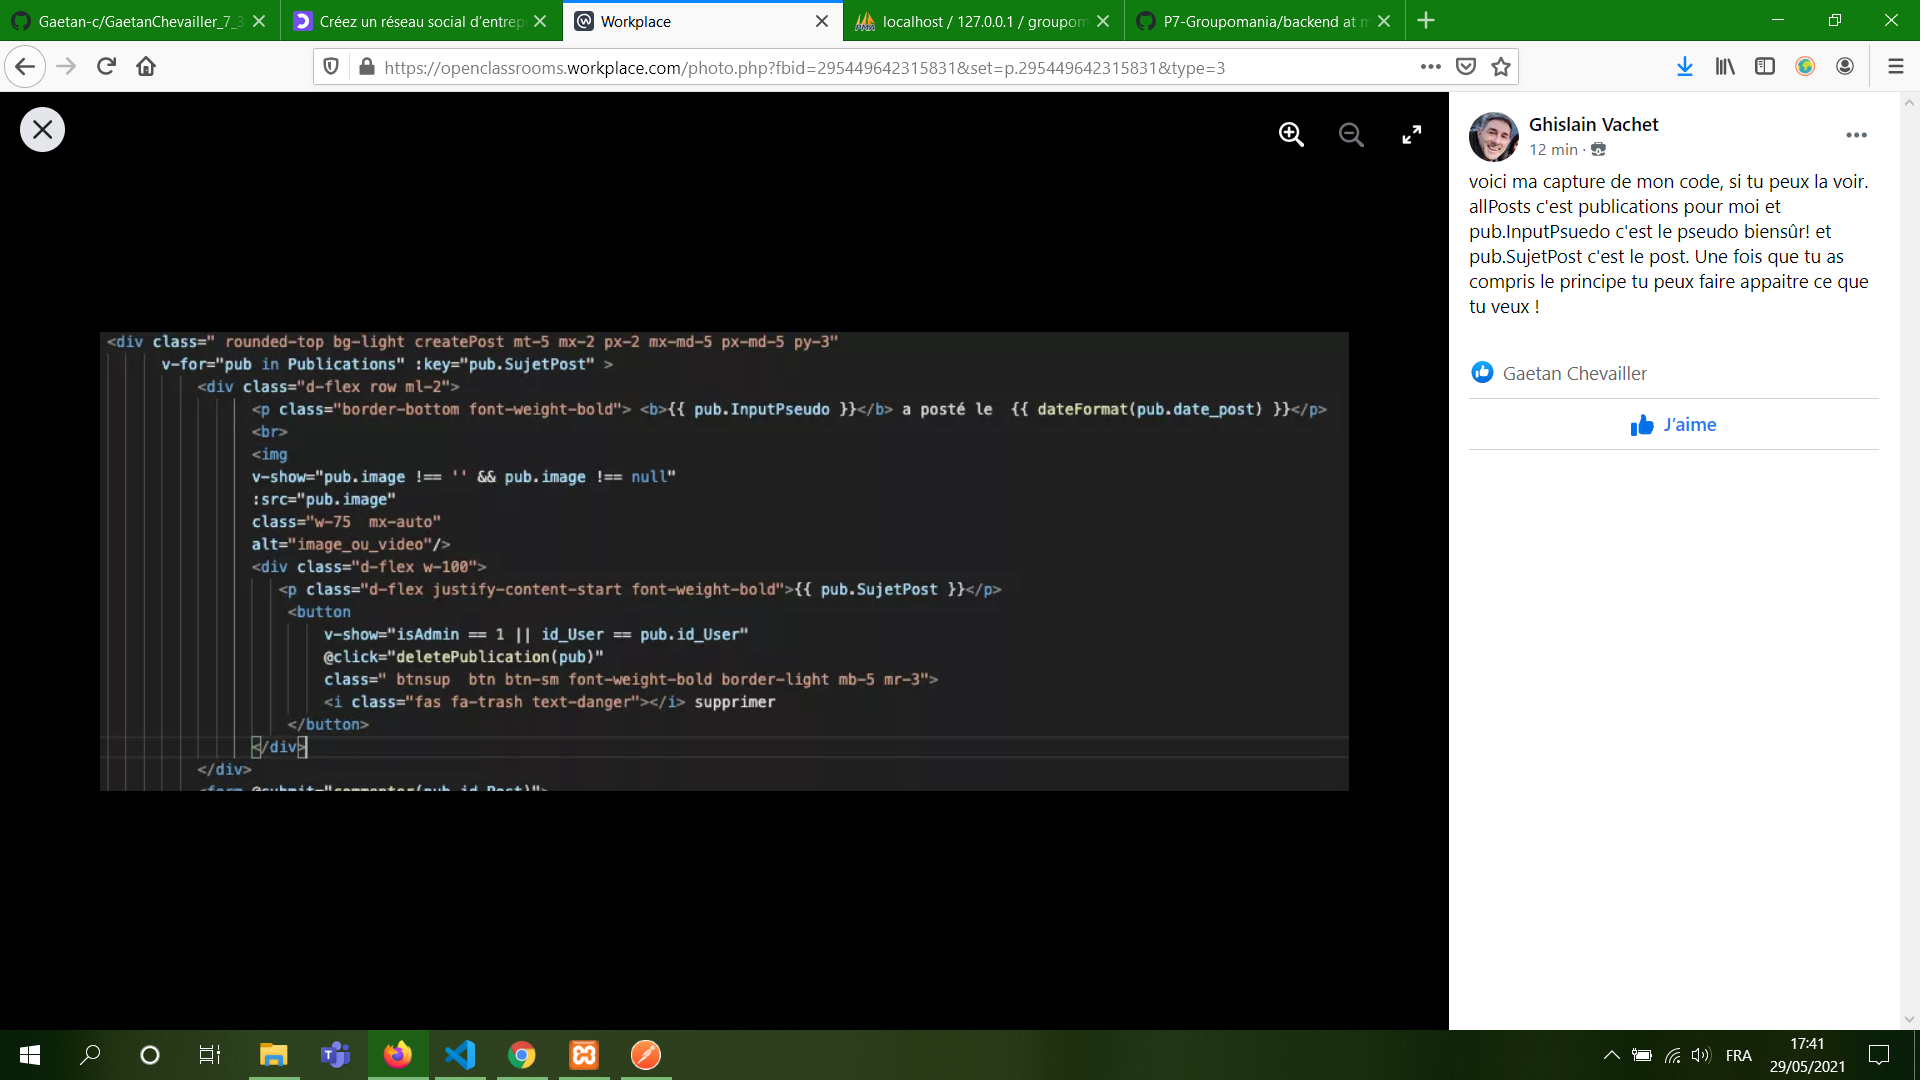 Gaetan-c/GaetanChevailler_7_3
Créez un réseau social d'entrep
Workplace
localhost / 127.0.0.1 / groupom
P7-Groupomania/backend at m
https://openclassrooms.workplace.com/photo.php?fbid=295449642315831&set=p.295449642315831&type=3
<div class=" rounded-top bg-light createPost mt-5 mx-2 px-2 mx-md-5 px-md-5 py-3"
v-for="pub in Publications" :key="pub.SujetPost" >
<div class="d-flex row ml-2">
<p class="border-bottom font-weight-bold"> <b>{{ pub.InputPseudo }}</b> a posté le  {{ dateFormat(pub.date_post) }}</p>
<br>
<img
v-show="pub.image !== '' && pub.image !== null"
:src="pub.image"
class="w-75  mx-auto"
alt="image_ou_video"/>
<div class="d-flex w-100">
<p class="d-flex justify-content-start font-weight-bold">{{ pub.SujetPost }}</p>
<button
v-show="isAdmin == 1 || id_User == pub.id_User"
@click="deletePublication(pub)"
class=" btnsup  btn btn-sm font-weight-bold border-light mb-5 mr-3">
<i class="fas fa-trash text-danger"></i> supprimer
</button>
</div>
</div>
<form @submit="commenter(pub.id_Post)">
Ghislain Vachet
12 min ·
voici ma capture de mon code, si tu peux la voir.
allPosts c'est publications pour moi et
pub.InputPsuedo c'est le pseudo biensûr! et
pub.SujetPost c'est le post. Une fois que tu as
compris le principe tu peux faire appaitre ce que
tu veux !
Gaetan Chevailler
J'aime
FRA
17:41
29/05/2021